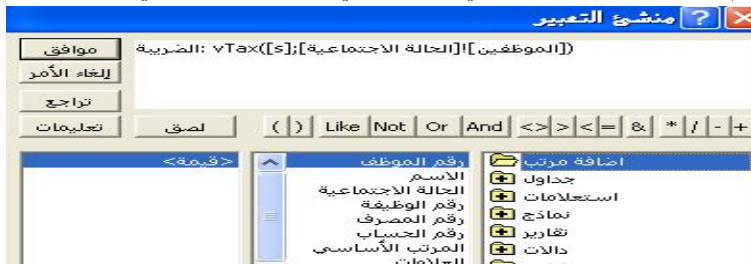 منشئ التعبير
الضريبة: vTax([s];[الموظفين]![الحالة الاجتماعية])
موافق
إلغاء الأمر
تراجع
تعليمات
لصق
( ) Like Not Or And <> > < = & * / - +
اضافة مرتب
جداول
استعلامات
نماذج
تقارير
دالات
رقم الموظف
الاسم
الحالة الاجتماعية
رقم الوظيفة
رقم المصرف
رقم الحساب
المرتب الأساسي
العلاوات
<قيمة>